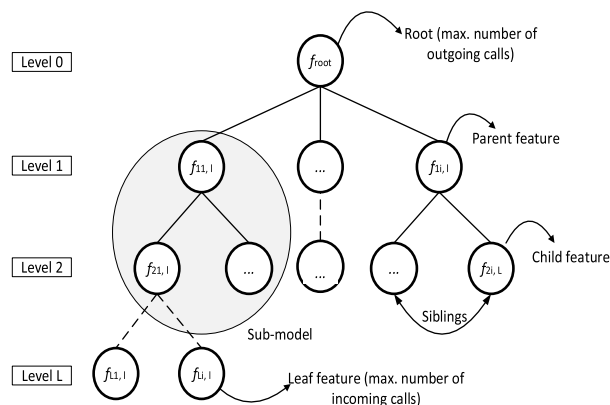 Root (max. number of
outgoing calls)
Level 0
froot
Parent feature
Level 1
f11, I
...
f1i, I
Child feature
Level 2
f21, I
...
...
...
f2i, L
Siblings
Sub-model
Level L
fL1, I
fLi, I
Leaf feature (max. number of
incoming calls)